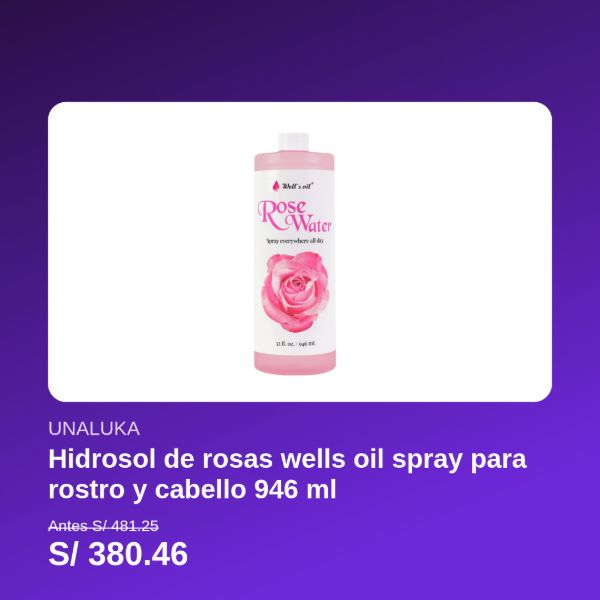 Well's oil®
Rose
Water
Spray everywhere all day
32 fl. oz. / 946 mL
UNALUKA
Hidrosol de rosas wells oil spray para
rostro y cabello 946 ml
Antes S/ 481.25
S/ 380.46